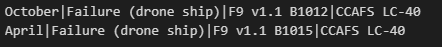 October|Failure (drone ship)|F9 v1.1 B1012|CCAFS LC-40
April|Failure (drone ship)|F9 v1.1 B1015|CCAFS LC-40